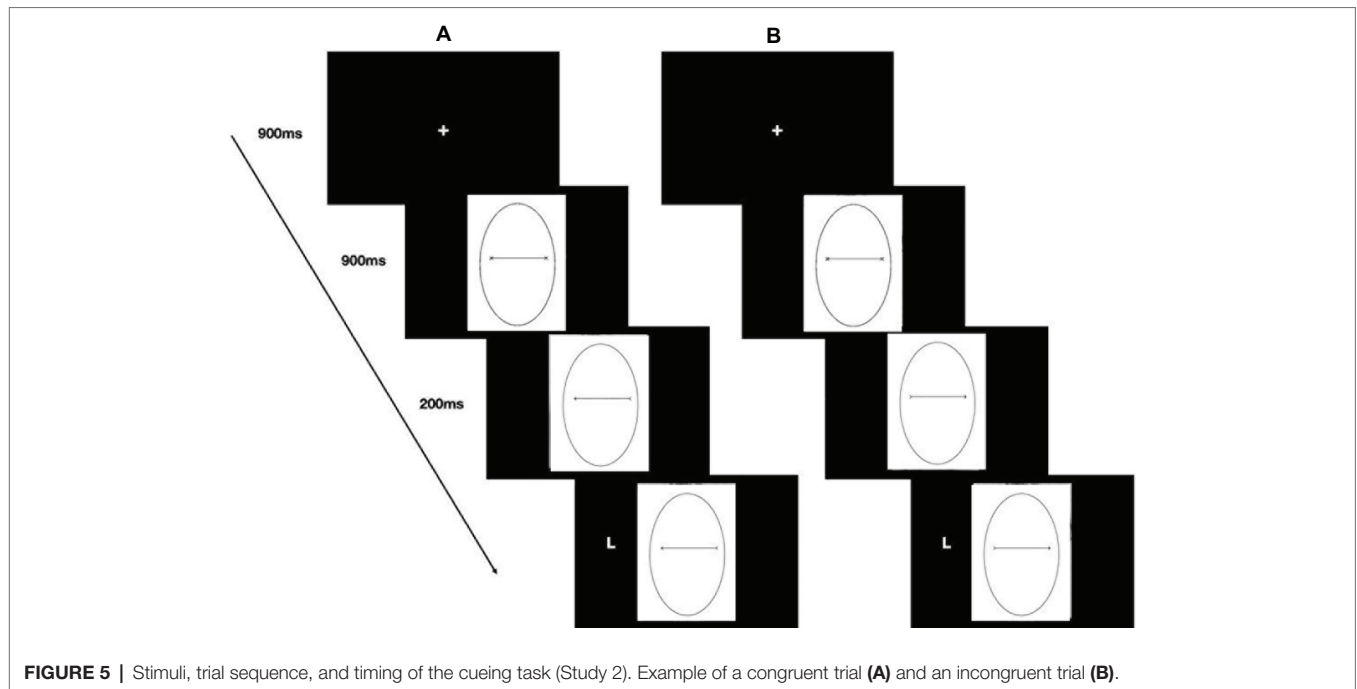 A B
+ +
900ms
900ms
200ms
L L
FIGURE 5 | Stimuli, trial sequence, and timing of the cueing task (Study 2). Example of a congruent trial (A) and an incongruent trial (B).